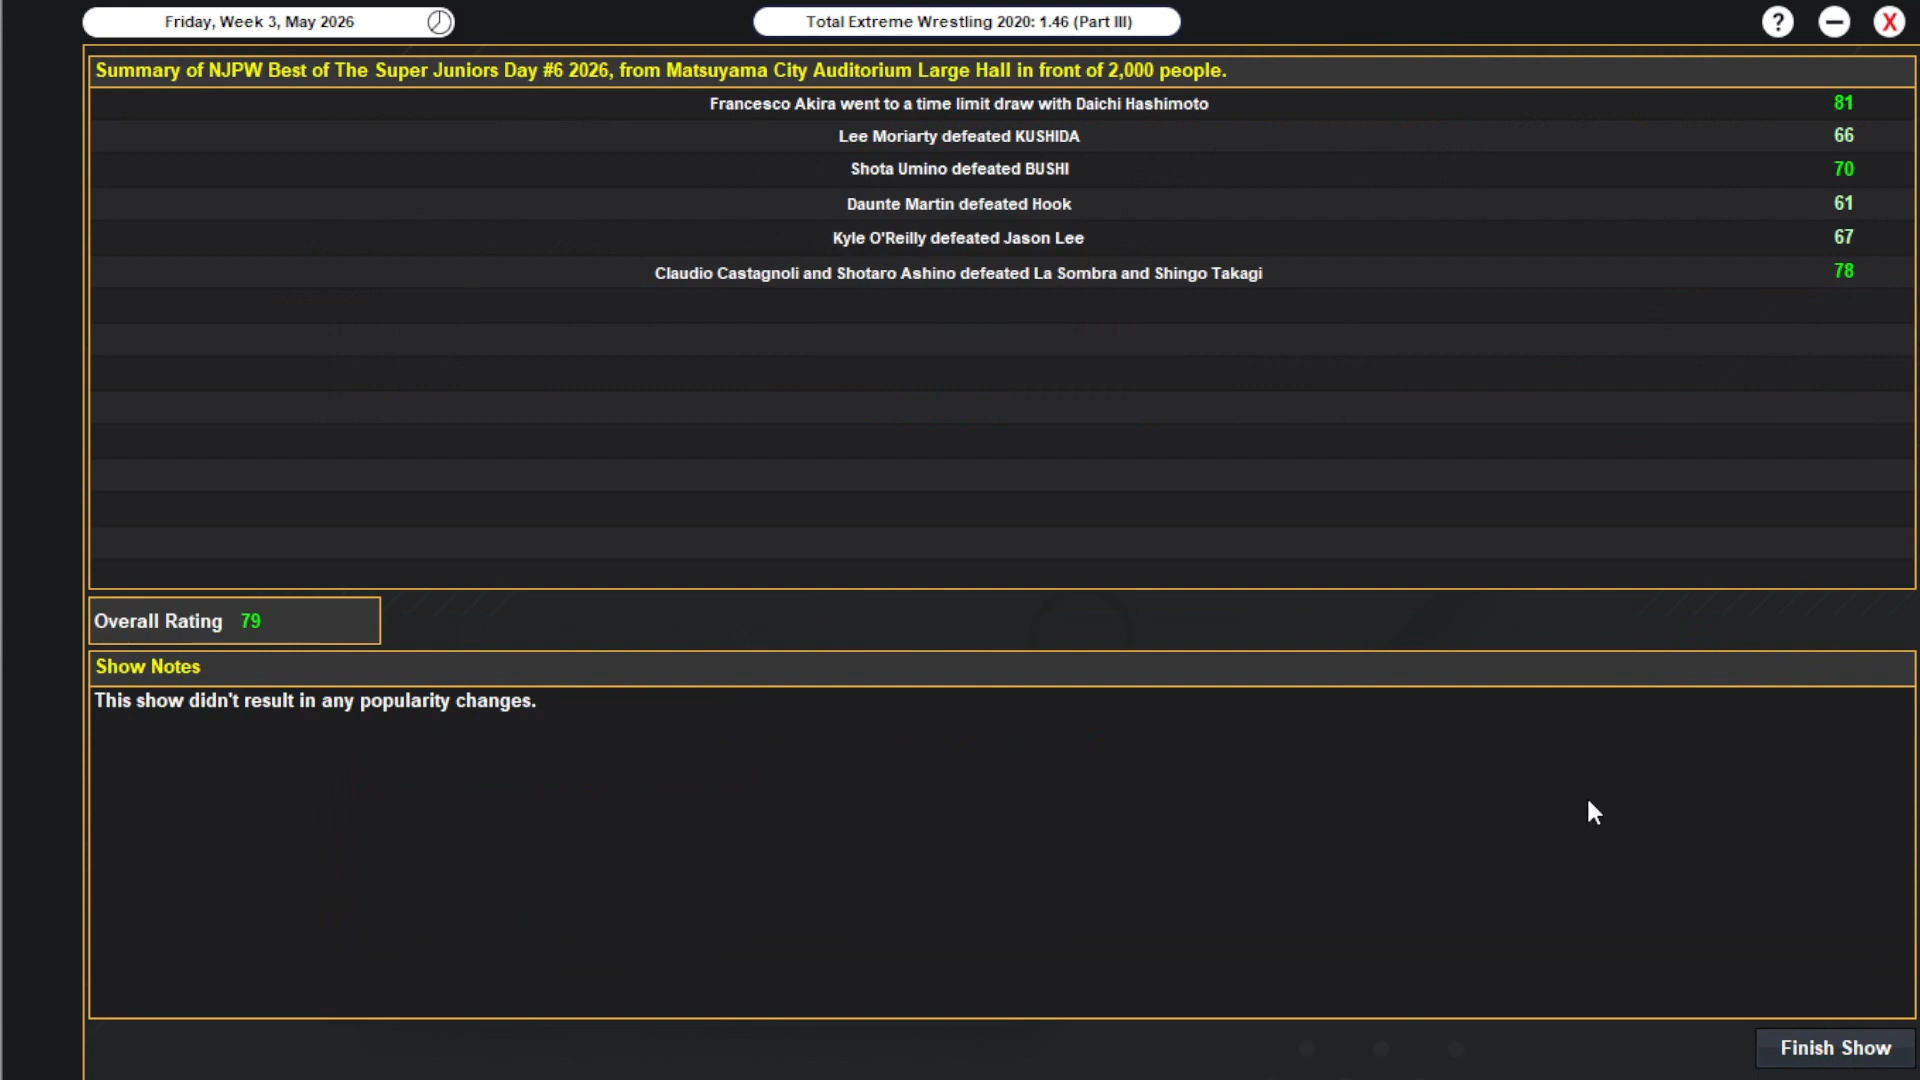 Friday, Week 3, May 2026
Total Extreme Wrestling 2020: 1.46 (Part III)
?
X
Summary of NJPW Best of The Super Juniors Day #6 2026, from Matsuyama City Auditorium Large Hall in front of 2,000 people.
Francesco Akira went to a time limit draw with Daichi Hashimoto 81
Lee Moriarty defeated KUSHIDA 66
Shota Umino defeated BUSHI 70
Daunte Martin defeated Hook 61
Kyle O'Reilly defeated Jason Lee 67
Claudio Castagnoli and Shotaro Ashino defeated La Sombra and Shingo Takagi 78
Overall Rating 79
Show Notes
This show didn't result in any popularity changes.
Finish Show